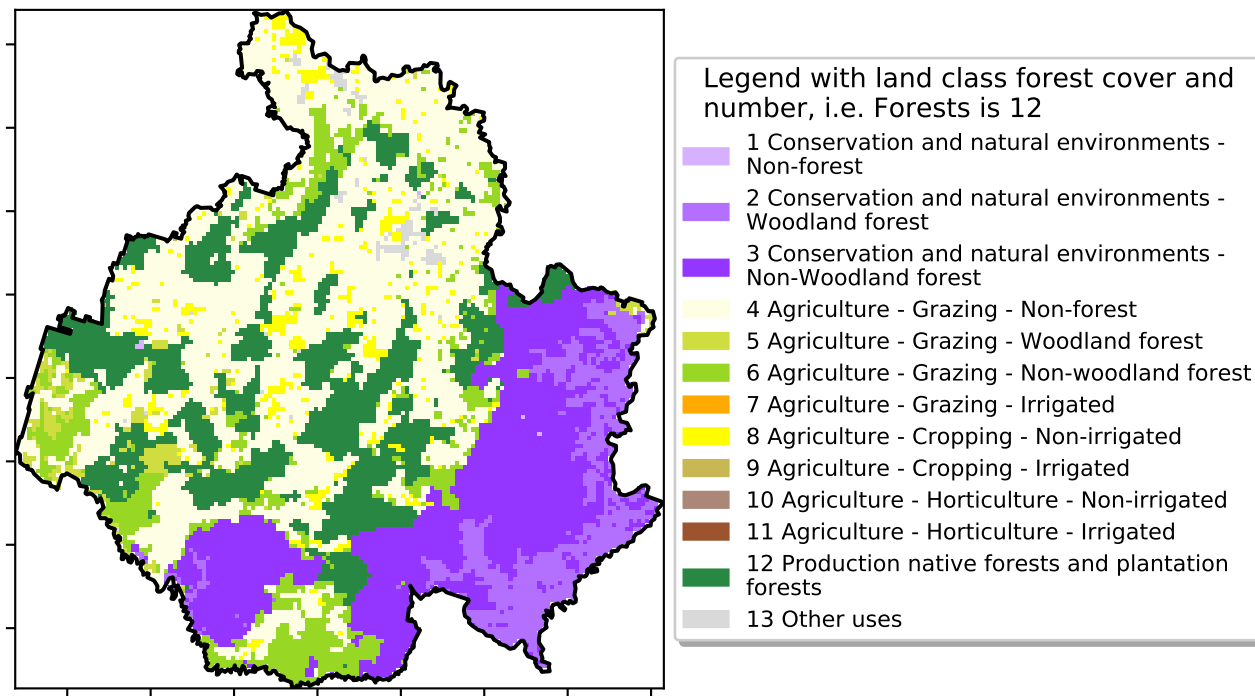 Legend with land class forest cover and
number, i.e. Forests is 12
1 Conservation and natural environments -
Non-forest
2 Conservation and natural environments -
Woodland forest
3 Conservation and natural environments -
Non-Woodland forest
4 Agriculture - Grazing - Non-forest
5 Agriculture - Grazing - Woodland forest
6 Agriculture - Grazing - Non-woodland forest
7 Agriculture - Grazing - Irrigated
8 Agriculture - Cropping - Non-irrigated
9 Agriculture - Cropping - Irrigated
10 Agriculture - Horticulture - Non-irrigated
11 Agriculture - Horticulture - Irrigated
12 Production native forests and plantation
forests
13 Other uses